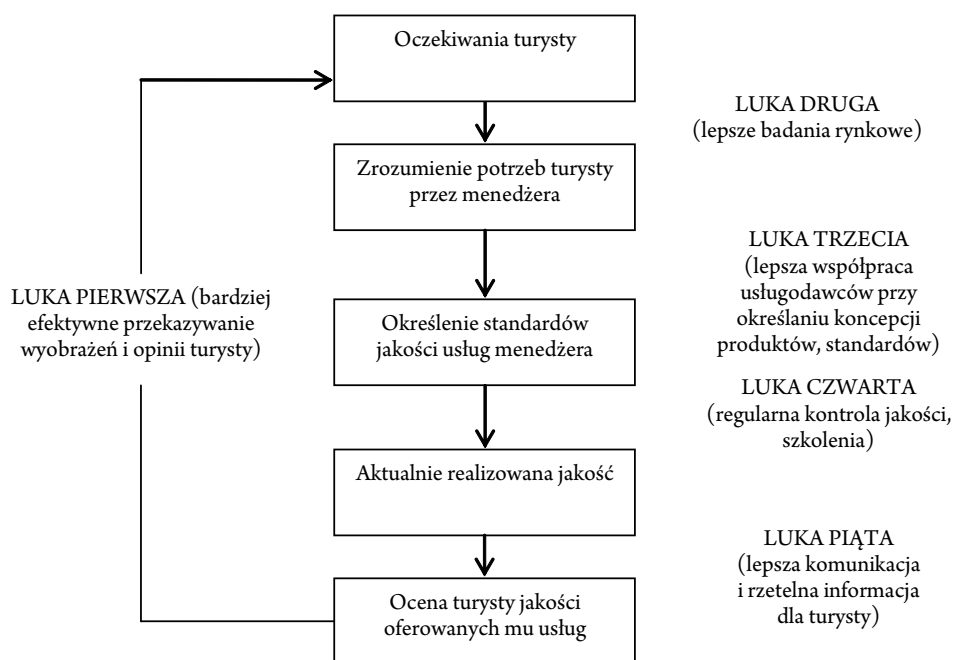 Oczekiwania turysty
LUKA DRUGA
(lepsze badania rynkowe)
Zrozumienie potrzeb turysty
przez menedżera
LUKA TRZECIA
(lepsza współpraca
usługodawców przy
określaniu koncepcji
produktów, standardów)
LUKA PIERWSZA (bardziej
efektywne przekazywanie
wyobrażeń i opinii turysty)
Określenie standardów
jakości usług menedżera
LUKA CZWARTA
(regularna kontrola jakości,
szkolenia)
Aktualnie realizowana jakość
LUKA PIĄTA
(lepsza komunikacja
i rzetelna informacja
dla turysty)
Ocena turysty jakości
oferowanych mu usług